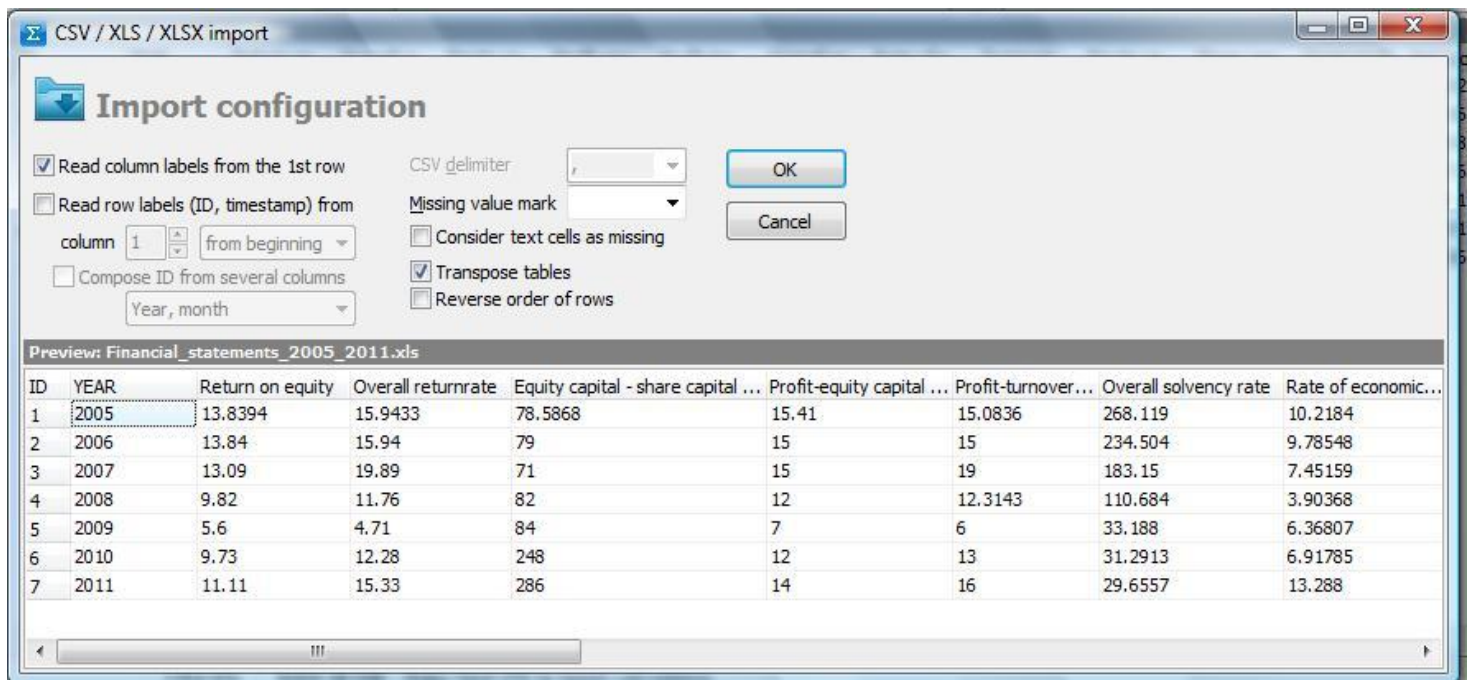 CSV / XLS / XLSX import
Import configuration
Read column labels from the 1st row
CSV delimiter ,
OK
Read row labels (ID, timestamp) from
Missing value mark
Cancel
column 1 from beginning
Consider text cells as missing
Compose ID from several columns
Transpose tables
Year, month
Reverse order of rows
Preview: Financial_statements_2005_2011.xls
ID YEAR Return on equity Overall returnrate Equity capital - share capital ... Profit-equity capital ... Profit-turnover... Overall solvency rate Rate of economic...
1 2005 13.8394 15.9433 78.5868 15.41 15.0836 268.119 10.2184
2 2006 13.84 15.94 79 15 15 234.504 9.78548
3 2007 13.09 19.89 71 15 19 183.15 7.45159
4 2008 9.82 11.76 82 12 12.3143 110.684 3.90368
5 2009 5.6 4.71 84 7 6 33.188 6.36807
6 2010 9.73 12.28 248 12 13 31.2913 6.91785
7 2011 11.11 15.33 286 14 16 29.6557 13.288